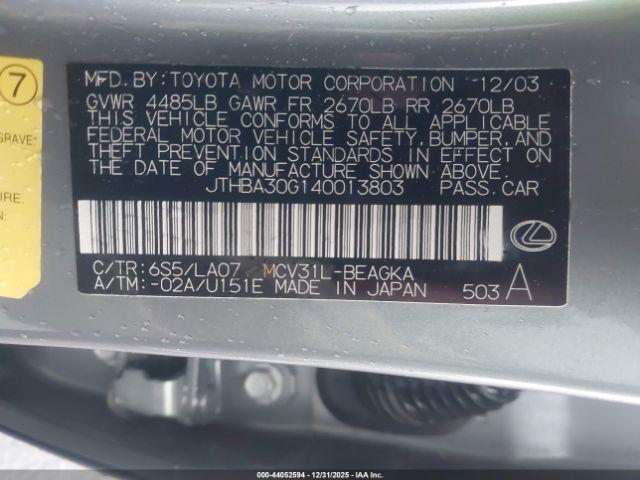 7
GRAVE:
IRE.
N:
MFD. BY: TOYOTA MOTOR CORPORATION 12/03
GVWR 4485LB GAWR FR 2670LB RR 2670LB
THIS VEHICLE CONFORMS TO ALL APPLICABLE
FEDERAL MOTOR VEHICLE SAFETY, BUMPER, AND
THEFT PREVENTION STANDARDS IN EFFECT ON
THE DATE OF MANUFACTURE SHOWN ABOVE.
JTHBA30G140013803 PASS. CAR
C/TR: 6S5/LA07 MCV31L-BEAGKA
A/TM: -02A/U151E MADE IN JAPAN 503 A
000-44052594 - 12/31/2025 - IAAI.ca